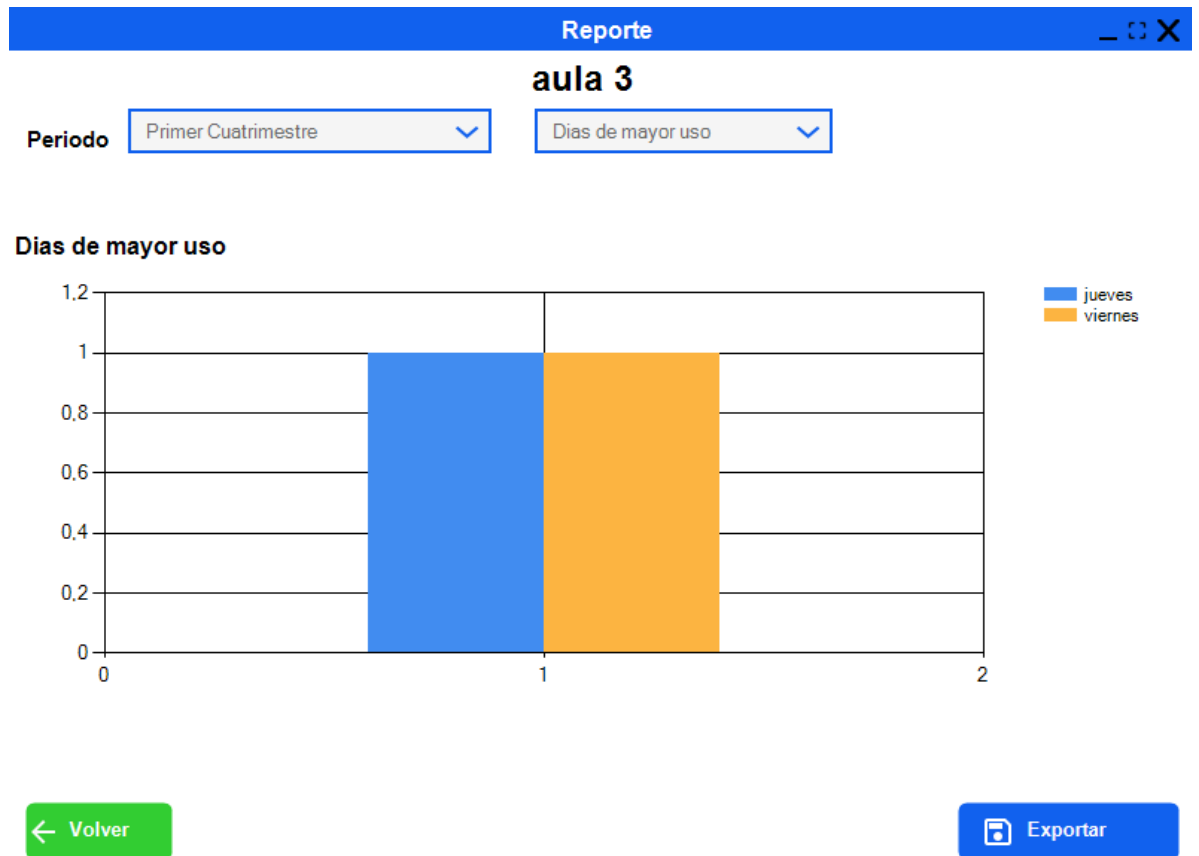 Reporte
aula 3
Periodo
Primer Cuatrimestre
Dias de mayor uso
Dias de mayor uso
1,2
1
0,8
0,6
0,4
0,2
0
0
1
2
jueves
viernes
Volver
Exportar